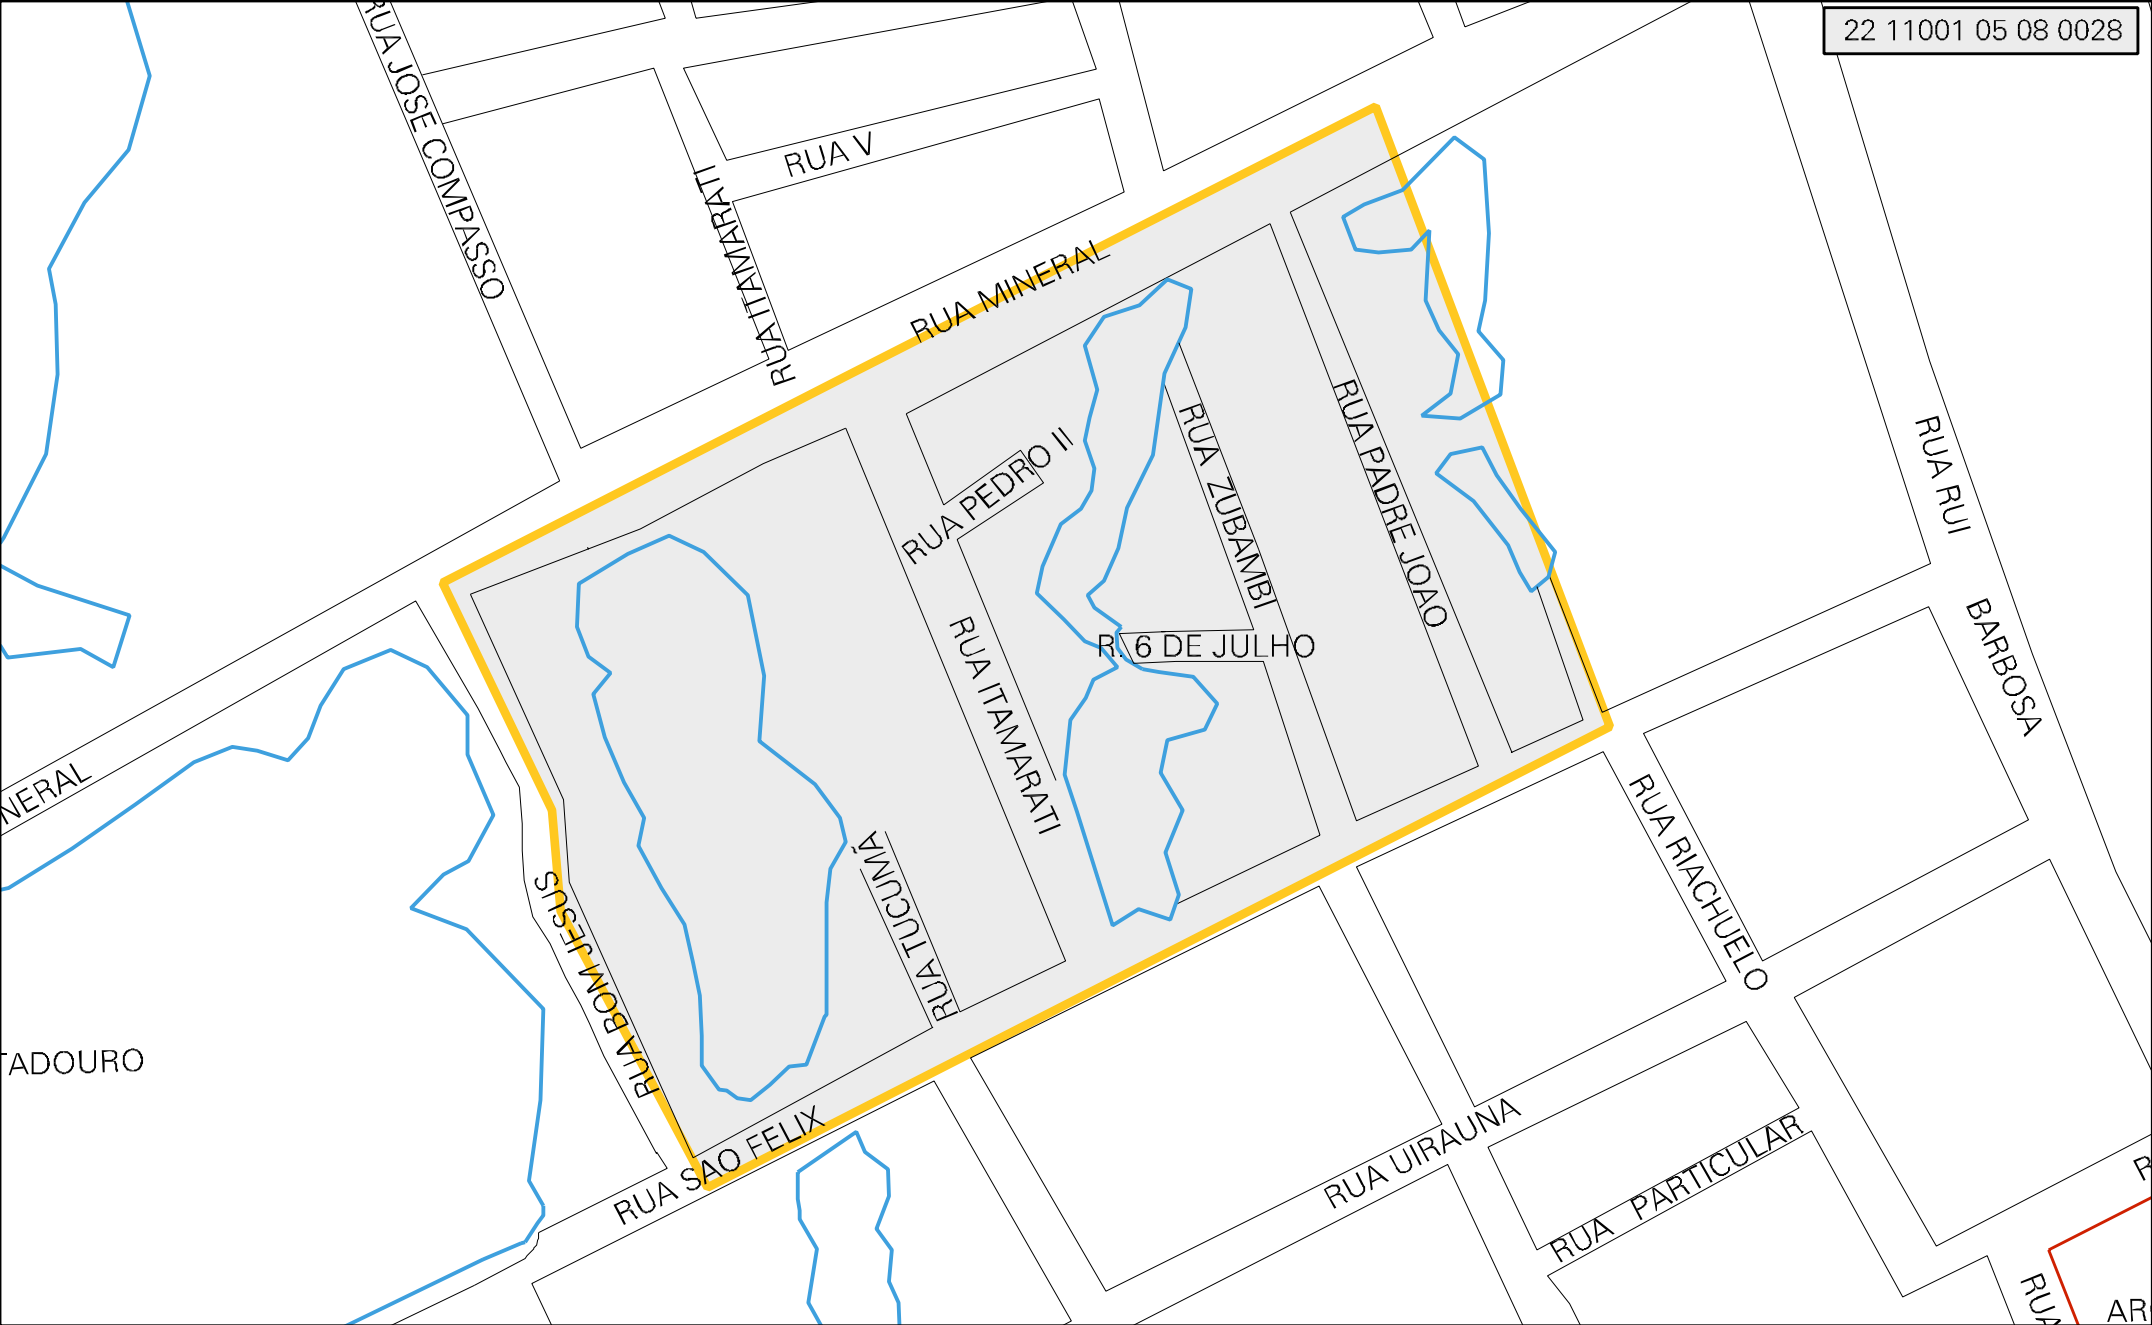 22 11001 05 08 0028
RUA JOSE COMPASSO
RUA V
RUA ITAMARATI
RUA MINERAL
RUA PEDRO II
RUA ZUBAMBI
RUA PADRE JOAO
RUA RUI
BARBOSA
R. 6 DE JULHO
RUA ITAMARATI
NERAL
RUA TUCUMÃ
RUA BOM JESUS
RUA RIACHUELO
TADOURO
RUA SAO FELIX
RUA UIRAUNA
RUA PARTICULAR
R
RUA
AR